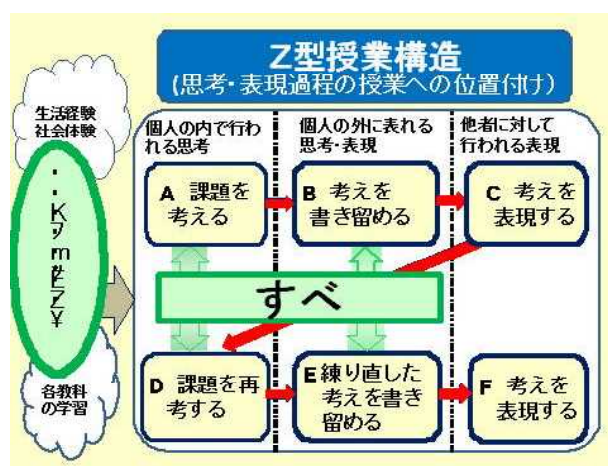 Z型授業構造
(思考・表現過程の授業への位置付け)
生活経験
社会体験
個人の内で行わ
れる思考
個人の外に表れる
思考・表現
他者に対して
行われる表現
A 課題を
考える
B 考えを
書き留める
C 考えを
表現する
すべ
各教科
の学習
D 課題を再
考する
E練り直した
考えを書き
留める
F 考えを
表現する